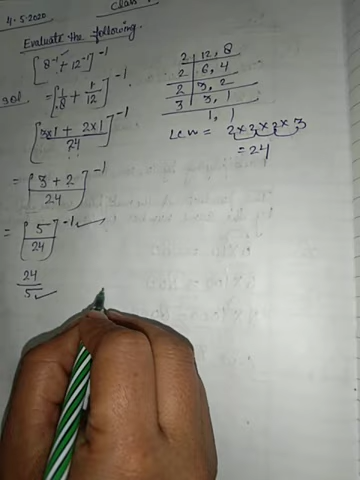 4.5.2020
Class
Evaluate the following.
[8⁻¹ + 12⁻¹]⁻¹
Sol = [1/8 + 1/12]⁻¹
[3×1 + 2×1 / 24]⁻¹
= [3 + 2 / 24]⁻¹
= [5 / 24]⁻¹
24/5
2 | 12, 8
2 | 6, 4
2 | 3, 2
3 | 3, 1
1, 1
LCM = 2×2×2×3
= 24